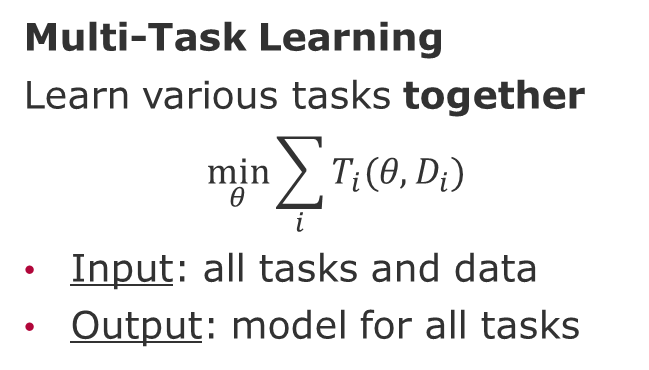 Multi-Task Learning
Learn various tasks together
min_θ ∑_i T_i(θ, D_i)
• Input: all tasks and data
• Output: model for all tasks